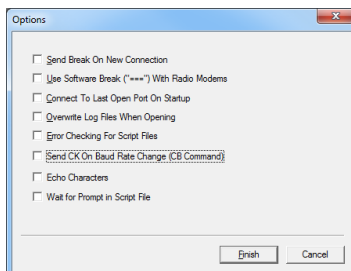 Options
Send Break On New Connection
Use Software Break ("===") With Radio Modems
Connect To Last Open Port On Startup
Overwrite Log Files When Opening
Error Checking For Script Files
Send CK On Baud Rate Change (CB Command)
Echo Characters
Wait for Prompt in Script File
Finish
Cancel